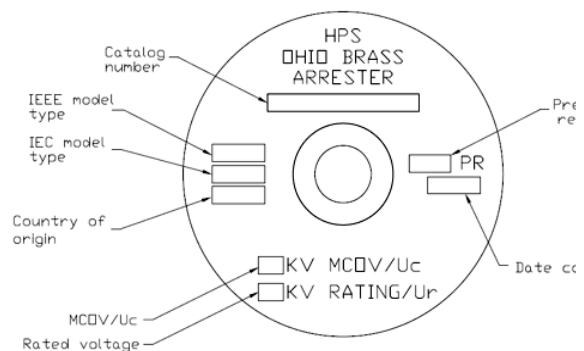 HPS
OHIO BRASS
ARRESTER
Catalog
number
IEEE model
type
IEC model
type
Country of
origin
PR
KV MCOV/Uc
KV RATING/Ur
MCOV/Uc
Rated voltage
Date